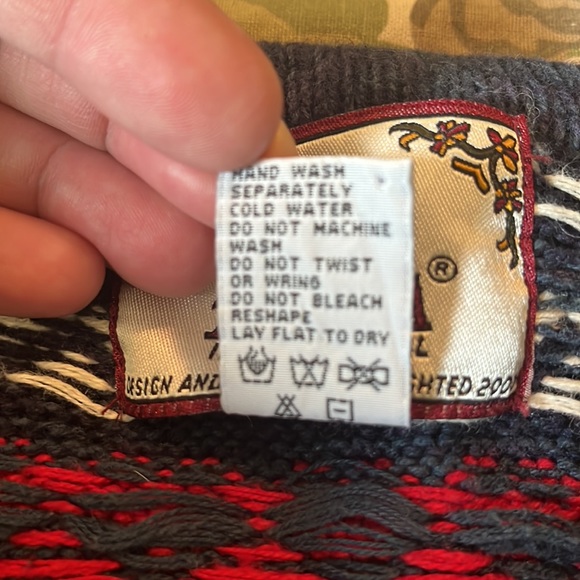 HAND WASH
SEPARATELY
COLD WATER
DO NOT MACHINE
WASH
DO NOT TWIST
OR WRING
DO NOT BLEACH
RESHAPE
LAY FLAT TO DRY
®
DESIGN AND
GHTED 200